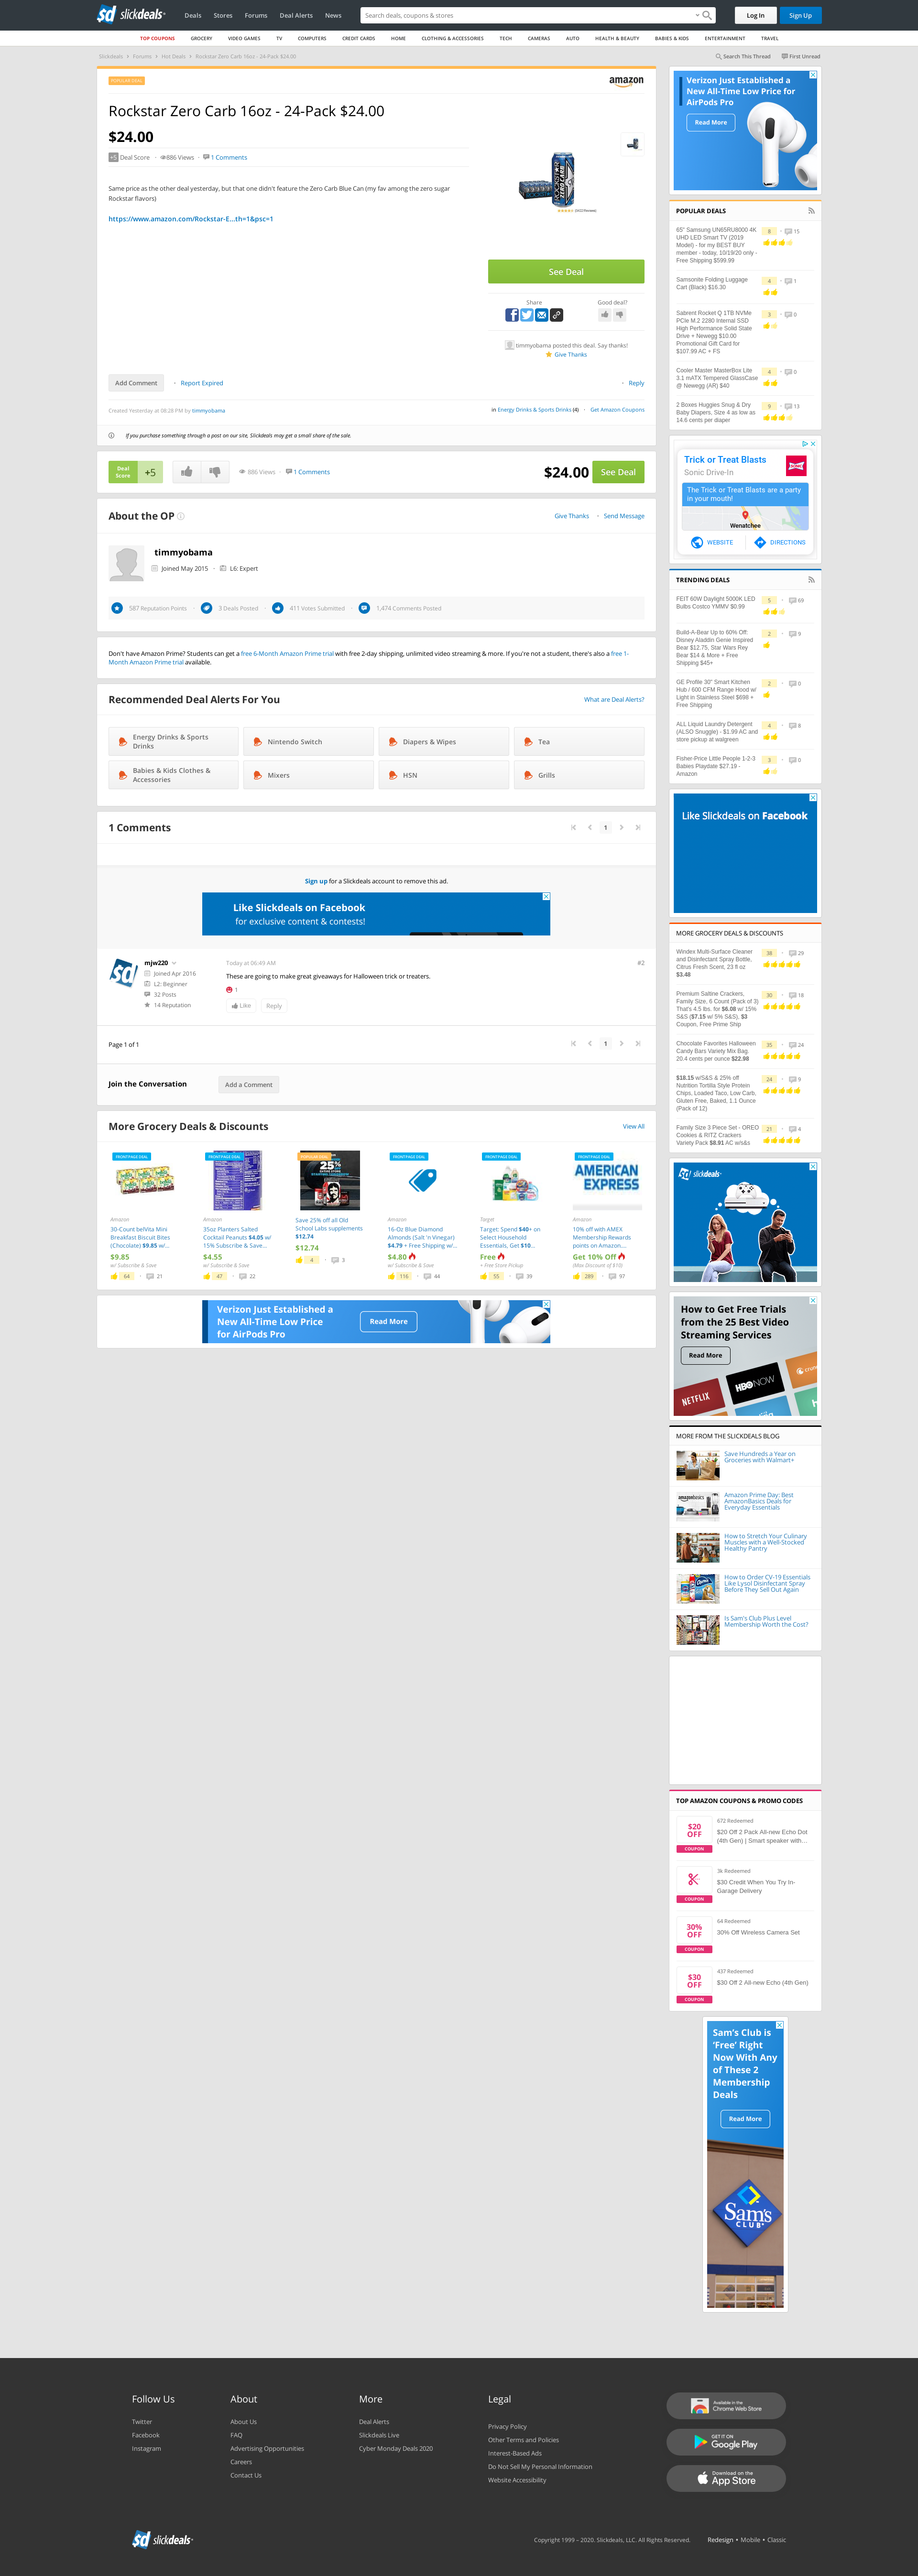 slickdeals
Deals
Stores
Forums
Deal Alerts
News
Search deals, coupons & stores
Log In
Sign Up
TOP COUPONS
GROCERY
VIDEO GAMES
TV
COMPUTERS
CREDIT CARDS
HOME
CLOTHING & ACCESSORIES
TECH
CAMERAS
AUTO
HEALTH & BEAUTY
BABIES & KIDS
ENTERTAINMENT
TRAVEL
Slickdeals > Forums > Hot Deals > Rockstar Zero Carb 16oz - 24-Pack $24.00
Search This Thread
First Unread
POPULAR DEAL
amazon
Rockstar Zero Carb 16oz - 24-Pack $24.00
$24.00
+5 Deal Score
886 Views
1 Comments
Same price as the other deal yesterday, but that one didn't feature the Zero Carb Blue Can (my fav among the zero sugar
Rockstar flavors)
https://www.amazon.com/Rockstar-E...th=1&psc=1
See Deal
Share
Good deal?
timmyobama posted this deal. Say thanks!
Give Thanks
Add Comment
Report Expired
Reply
Created Yesterday at 08:28 PM by timmyobama
in Energy Drinks & Sports Drinks (4)
Get Amazon Coupons
If you purchase something through a post on our site, Slickdeals may get a small share of the sale.
Deal
Score
+5
886 Views
1 Comments
$24.00
See Deal
About the OP
Give Thanks
Send Message
timmyobama
Joined May 2015
L6: Expert
587 Reputation Points
3 Deals Posted
411 Votes Submitted
1,474 Comments Posted
Don't have Amazon Prime? Students can get a free 6-Month Amazon Prime trial with free 2-day shipping, unlimited video streaming & more. If you're not a student, there's also a free 1-
Month Amazon Prime trial available.
Recommended Deal Alerts For You
What are Deal Alerts?
Energy Drinks & Sports
Drinks
Nintendo Switch
Diapers & Wipes
Tea
Babies & Kids Clothes &
Accessories
Mixers
HSN
Grills
1 Comments
1
Sign up for a Slickdeals account to remove this ad.
Like Slickdeals on Facebook
for exclusive content & contests!
mjw220
Joined Apr 2016
L2: Beginner
32 Posts
14 Reputation
Today at 06:49 AM
#2
These are going to make great giveaways for Halloween trick or treaters.
1
Like
Reply
Page 1 of 1
1
Join the Conversation
Add a Comment
More Grocery Deals & Discounts
View All
FRONTPAGE DEAL
Amazon
30-Count belVita Mini
Breakfast Biscuit Bites
(Chocolate) $9.85 w/...
$9.85
w/ Subscribe & Save
64
21
FRONTPAGE DEAL
Amazon
35oz Planters Salted
Cocktail Peanuts $4.05 w/
15% Subscribe & Save...
$4.55
w/ Subscribe & Save
47
22
POPULAR DEAL
25%
Save 25% off all Old
School Labs supplements
$12.74
$12.74
4
3
FRONTPAGE DEAL
Amazon
16-Oz Blue Diamond
Almonds (Salt 'n Vinegar)
$4.79 + Free Shipping w/...
$4.80
w/ Subscribe & Save
116
44
FRONTPAGE DEAL
Target
Target: Spend $40+ on
Select Household
Essentials, Get $10...
Free
+ Free Store Pickup
55
39
FRONTPAGE DEAL
AMERICAN
EXPRESS
Amazon
10% off with AMEX
Membership Rewards
points on Amazon....
Get 10% Off
(Max Discount of $10)
289
97
Verizon Just Established a
New All-Time Low Price
for AirPods Pro
Read More
Verizon Just Established a
New All-Time Low Price for
AirPods Pro
Read More
POPULAR DEALS
65" Samsung UN65RU8000 4K
UHD LED Smart TV (2019
Model) - for my BEST BUY
member - today, 10/19/20 only -
Free Shipping $599.99
8
15
Samsonite Folding Luggage
Cart (Black) $16.30
4
1
Sabrent Rocket Q 1TB NVMe
PCIe M.2 2280 Internal SSD
High Performance Solid State
Drive + Newegg $10.00
Promotional Gift Card for
$107.99 AC + FS
3
0
Cooler Master MasterBox Lite
3.1 mATX Tempered GlassCase
@ Newegg (AR) $40
4
0
2 Boxes Huggies Snug & Dry
Baby Diapers, Size 4 as low as
14.6 cents per diaper
9
13
Trick or Treat Blasts
Sonic Drive-In
The Trick or Treat Blasts are a party
in your mouth!
Wenatchee
WEBSITE
DIRECTIONS
TRENDING DEALS
FEIT 60W Daylight 5000K LED
Bulbs Costco YMMV $0.99
5
69
Build-A-Bear Up to 60% Off:
Disney Aladdin Genie Inspired
Bear $12.75, Star Wars Rey
Bear $14 & More + Free
Shipping $45+
2
9
GE Profile 30" Smart Kitchen
Hub / 600 CFM Range Hood w/
Light in Stainless Steel $698 +
Free Shipping
2
0
ALL Liquid Laundry Detergent
(ALSO Snuggle) - $1.99 AC and
store pickup at walgreen
4
8
Fisher-Price Little People 1-2-3
Babies Playdate $27.19 -
Amazon
3
0
Like Slickdeals on Facebook
MORE GROCERY DEALS & DISCOUNTS
Windex Multi-Surface Cleaner
and Disinfectant Spray Bottle,
Citrus Fresh Scent, 23 fl oz
$3.48
38
29
Premium Saltine Crackers,
Family Size, 6 Count (Pack of 3)
That's 4.5 lbs. for $6.08 w/ 15%
S&S ($7.15 w/ 5% S&S), $3
Coupon, Free Prime Ship
30
18
Chocolate Favorites Halloween
Candy Bars Variety Mix Bag.
20.4 cents per ounce $22.98
35
24
$18.15 w/S&S & 25% off
Nutrition Tortilla Style Protein
Chips, Loaded Taco, Low Carb,
Gluten Free, Baked, 1.1 Ounce
(Pack of 12)
24
9
Family Size 3 Piece Set - OREO
Cookies & RITZ Crackers
Variety Pack $6.91 AC w/s&s
21
4
slickdeals
How to Get Free Trials
from the 25 Best Video
Streaming Services
Read More
NETFLIX
HBO NOW
MORE FROM THE SLICKDEALS BLOG
Save Hundreds a Year on
Groceries with Walmart+
amazonbasics
Amazon Prime Day: Best
AmazonBasics Deals for
Everyday Essentials
How to Stretch Your Culinary
Muscles with a Well-Stocked
Healthy Pantry
How to Order CV-19 Essentials
Like Lysol Disinfectant Spray
Before They Sell Out Again
Is Sam's Club Plus Level
Membership Worth the Cost?
TOP AMAZON COUPONS & PROMO CODES
$20
OFF
COUPON
672 Redeemed
$20 Off 2 Pack All-new Echo Dot
(4th Gen) | Smart speaker with...
COUPON
3k Redeemed
$30 Credit When You Try In-
Garage Delivery
30%
OFF
COUPON
64 Redeemed
30% Off Wireless Camera Set
$30
OFF
COUPON
437 Redeemed
$30 Off 2 All-new Echo (4th Gen)
Sam's Club is
'Free' Right
Now With Any
of These 2
Membership
Deals
Read More
Sam's
CLUB
Follow Us
Twitter
Facebook
Instagram
About
About Us
FAQ
Advertising Opportunities
Careers
Contact Us
More
Deal Alerts
Slickdeals Live
Cyber Monday Deals 2020
Legal
Privacy Policy
Other Terms and Policies
Interest-Based Ads
Do Not Sell My Personal Information
Website Accessibility
Available in the
Chrome Web Store
GET IT ON
Google Play
Download on the
App Store
slickdeals
Copyright 1999 - 2020. Slickdeals, LLC. All Rights Reserved.
Redesign • Mobile • Classic